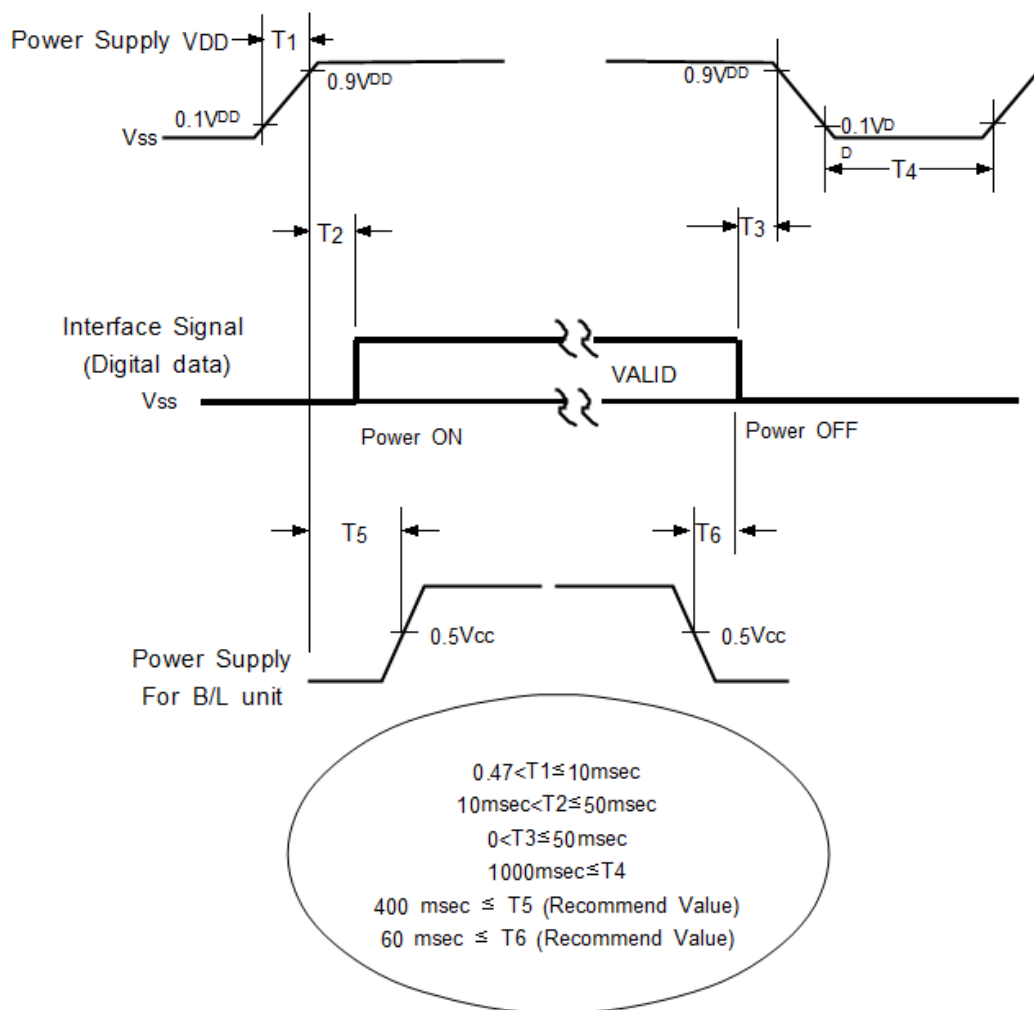 Power Supply VDD T1
0.9VDD
0.9VDD
0.1VDD
Vss
0.1VD
D
T4
T2
T3
Interface Signal
(Digital data)
VALID
Vss
Power ON
Power OFF
T5
T6
0.5Vcc
0.5Vcc
Power Supply
For B/L unit
0.47<T1≤10msec
10msec<T2≤50msec
0<T3≤50msec
1000msec≤T4
400 msec ≤ T5 (Recommend Value)
60 msec ≤ T6 (Recommend Value)